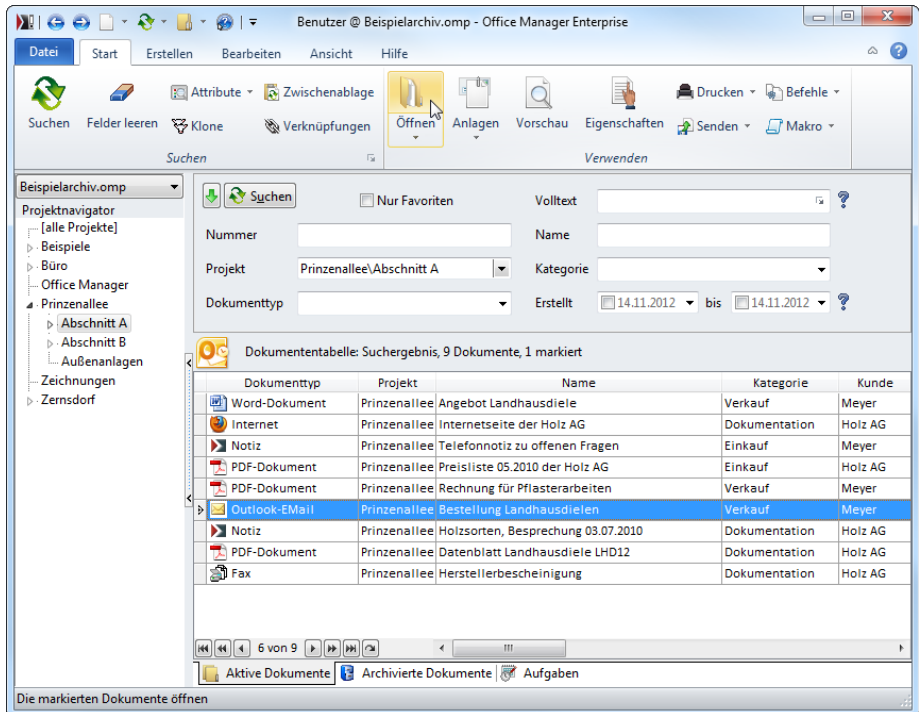 Benutzer @ Beispielarchiv.omp - Office Manager Enterprise
Datei Start Erstellen Bearbeiten Ansicht Hilfe
Attribute Zwischenablage Drucken Befehle
Suchen Felder leeren Klone Verknüpfungen Öffnen Anlagen Vorschau Eigenschaften Senden Makro
Suchen Verwenden
Beispielarchiv.omp
Projektnavigator
[alle Projekte]
Beispiele
Büro
Office Manager
Prinzenallee
Abschnitt A
Abschnitt B
Außenanlagen
Zeichnungen
Zernsdorf
Suchen Nur Favoriten Volltext
Nummer Name
Projekt Prinzenallee\Abschnitt A Kategorie
Dokumenttyp Erstellt 14.11.2012 bis 14.11.2012
Dokumententabelle: Suchergebnis, 9 Dokumente, 1 markiert
Dokumenttyp Projekt Name Kategorie Kunde
Word-Dokument Prinzenallee Angebot Landhausdiele Verkauf Meyer
Internet Prinzenallee Internetseite der Holz AG Dokumentation Holz AG
Notiz Prinzenallee Telefonnotiz zu offenen Fragen Einkauf Meyer
PDF-Dokument Prinzenallee Preisliste 05.2010 der Holz AG Einkauf Holz AG
PDF-Dokument Prinzenallee Rechnung für Pflasterarbeiten Verkauf Meyer
Outlook-EMail Prinzenallee Bestellung Landhausdielen Verkauf Meyer
Notiz Prinzenallee Holzsorten, Besprechung 03.07.2010 Dokumentation Holz AG
PDF-Dokument Prinzenallee Datenblatt Landhausdiele LHD12 Dokumentation Holz AG
Fax Prinzenallee Herstellerbescheinigung Dokumentation Holz AG
6 von 9
Aktive Dokumente Archivierte Dokumente Aufgaben
Die markierten Dokumente öffnen